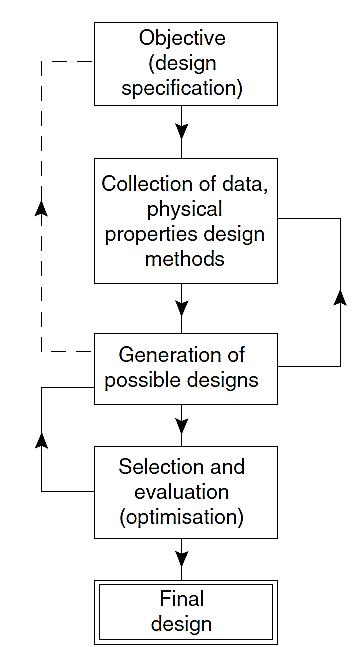 Objective
(design
specification)
Collection of data,
physical
properties design
methods
Generation of
possible designs
Selection and
evaluation
(optimisation)
Final
design